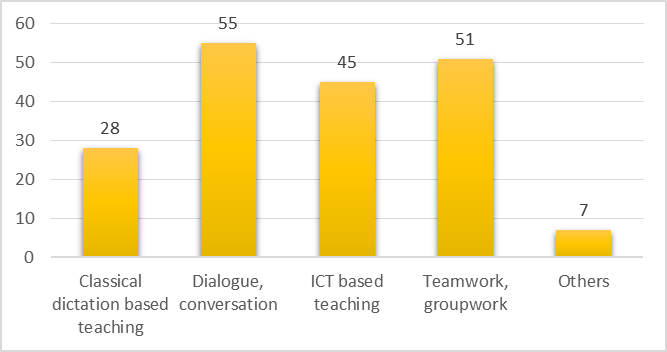 60
50
40
30
20
10
0
28
55
45
51
7
Classical
dictation based
teaching
Dialogue,
conversation
ICT based
teaching
Teamwork,
groupwork
Others